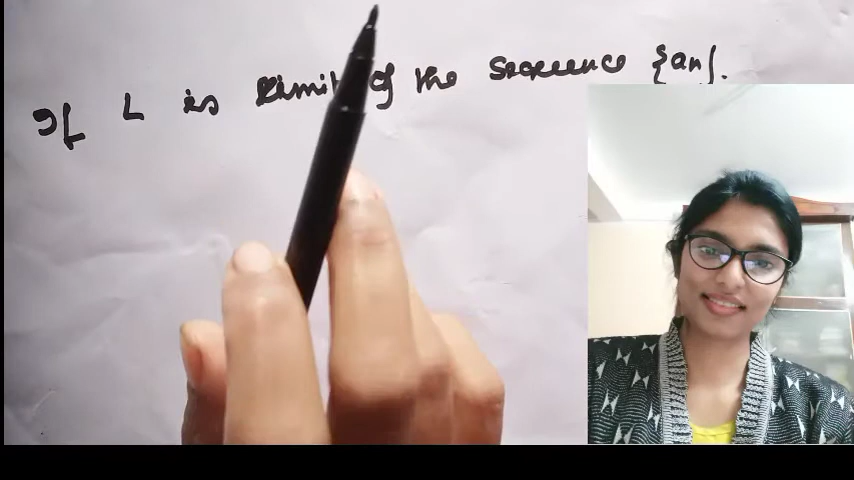 If L is limit of the sequence {an}.